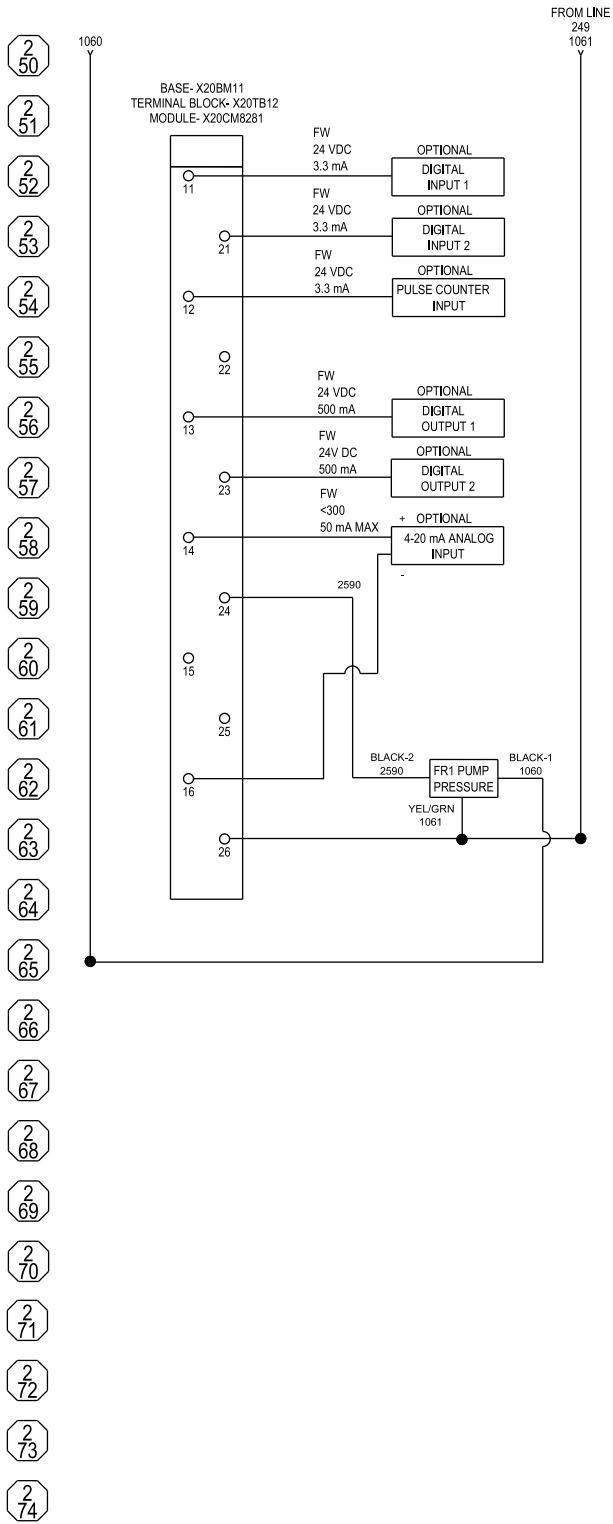 FROM LINE
249
1061
1060
2
50
BASE- X20BM11
TERMINAL BLOCK- X20TB12
MODULE- X20CM8281
2
51
FW
24 VDC
3.3 mA
OPTIONAL
DIGITAL
INPUT 1
11
2
52
FW
24 VDC
3.3 mA
OPTIONAL
DIGITAL
INPUT 2
21
2
53
FW
24 VDC
3.3 mA
OPTIONAL
PULSE COUNTER
INPUT
12
2
54
22
2
55
FW
24 VDC
500 mA
OPTIONAL
DIGITAL
OUTPUT 1
13
2
56
FW
24V DC
500 mA
OPTIONAL
DIGITAL
OUTPUT 2
23
2
57
FW
<300
50 mA MAX
+ OPTIONAL
4-20 mA ANALOG
INPUT
-
14
2
58
2590
24
2
59
15
2
60
25
2
61
BLACK-2
2590
FR1 PUMP
PRESSURE
BLACK-1
1060
16
2
62
YEL/GRN
1061
26
2
63
2
64
2
65
2
66
2
67
2
68
2
69
2
70
2
71
2
72
2
73
2
74